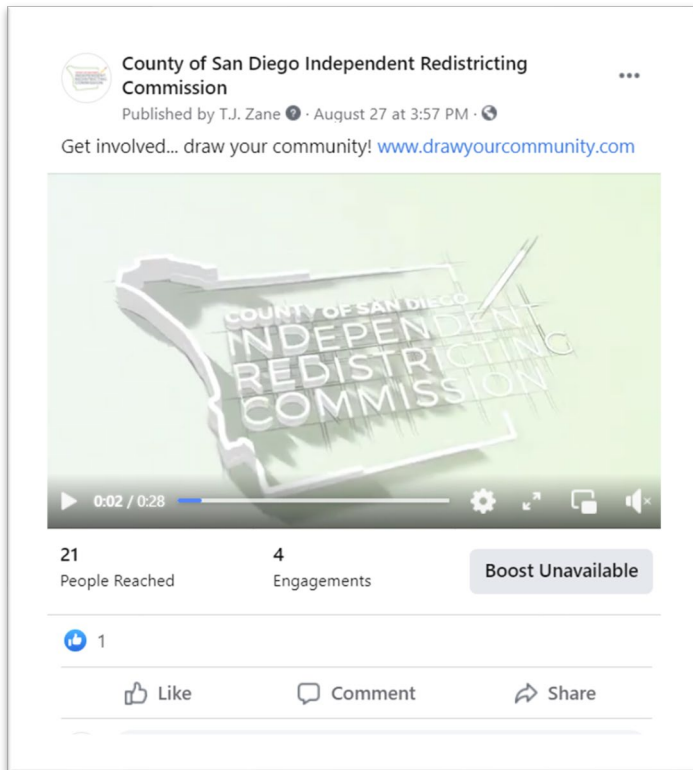 County of San Diego Independent Redistricting
Commission
Published by T.J. Zane · August 27 at 3:57 PM ·
Get involved... draw your community! www.drawyourcommunity.com
COUNTY OF SAN DIEGO
INDEPENDENT
REDISTRICTING
COMMISSION
0:02 / 0:28
21
People Reached
4
Engagements
Boost Unavailable
1
Like
Comment
Share